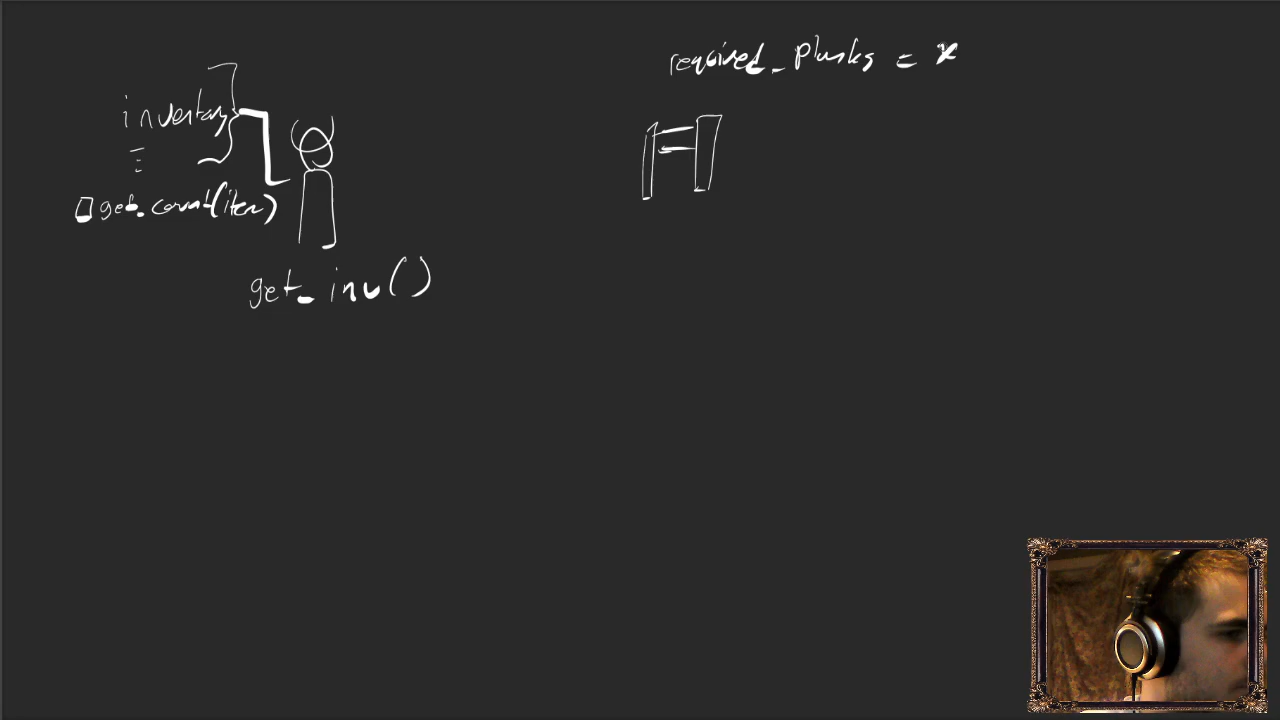 required_Planks = x
inventory
get_count(item)
get_inv()